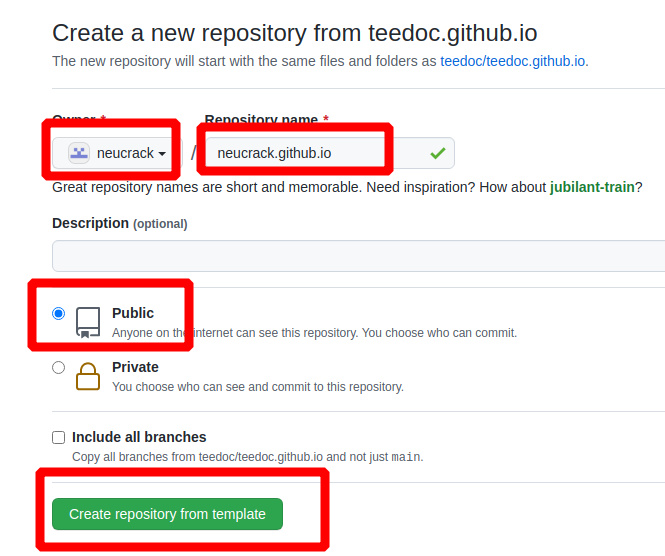 Create a new repository from teedoc.github.io
The new repository will start with the same files and folders as teedoc/teedoc.github.io.
Owner * Repository name *
neucrack / neucrack.github.io
Great repository names are short and memorable. Need inspiration? How about jubilant-train?
Description (optional)
Public
Anyone on the internet can see this repository. You choose who can commit.
Private
You choose who can see and commit to this repository.
Include all branches
Copy all branches from teedoc/teedoc.github.io and not just main.
Create repository from template